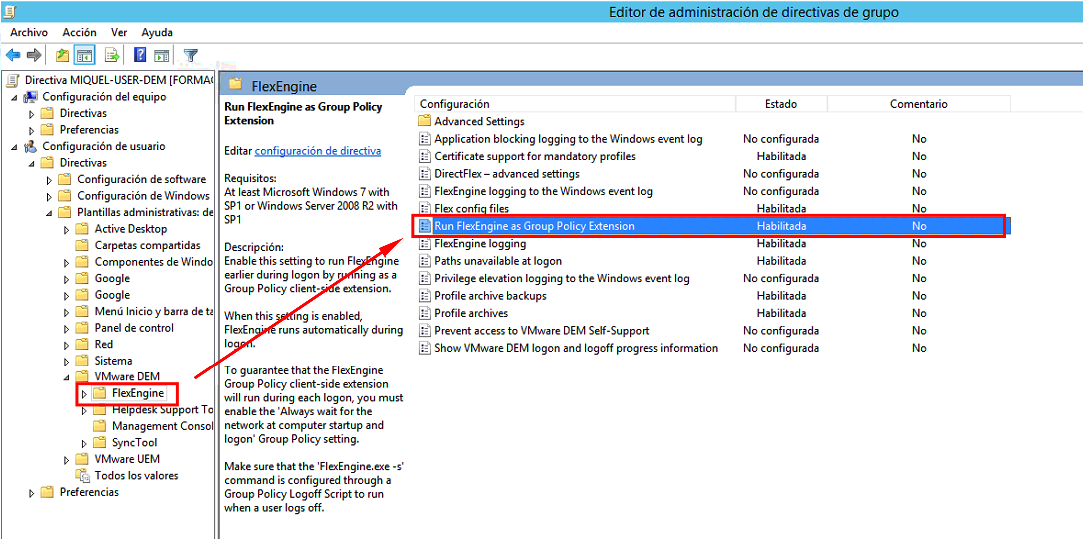 Editor de administración de directivas de grupo
Archivo Acción Ver Ayuda
Directiva MIQUEL-USER-DEM [FORMAC
Configuración del equipo
Directivas
Preferencias
Configuración de usuario
Directivas
Configuración de software
Configuración de Windows
Plantillas administrativas: de
Active Desktop
Carpetas compartidas
Componentes de Windo
Google
Google
Menú Inicio y barra de ta
Panel de control
Red
Sistema
VMware DEM
FlexEngine
Helpdesk Support To
Management Consol
SyncTool
VMware UEM
Todos los valores
Preferencias
FlexEngine
Run FlexEngine as Group Policy
Extension
Editar configuración de directiva
Requisitos:
At least Microsoft Windows 7 with
SP1 or Windows Server 2008 R2 with
SP1
Descripción:
Enable this setting to run FlexEngine
earlier during logon by running as a
Group Policy client-side extension.
When this setting is enabled,
FlexEngine runs automatically during
logon.
To guarantee that the FlexEngine
Group Policy client-side extension
will run during each logon, you must
enable the 'Always wait for the
network at computer startup and
logon' Group Policy setting.
Make sure that the 'FlexEngine.exe -s'
command is configured through a
Group Policy Logoff Script to run
when a user logs off.
Configuración Estado Comentario
Advanced Settings
Application blocking logging to the Windows event log No configurada No
Certificate support for mandatory profiles Habilitada No
DirectFlex – advanced settings No configurada No
FlexEngine logging to the Windows event log No configurada No
Flex config files Habilitada No
Run FlexEngine as Group Policy Extension Habilitada No
FlexEngine logging Habilitada No
Paths unavailable at logon Habilitada No
Privilege elevation logging to the Windows event log No configurada No
Profile archive backups Habilitada No
Profile archives Habilitada No
Prevent access to VMware DEM Self-Support No configurada No
Show VMware DEM logon and logoff progress information No configurada No